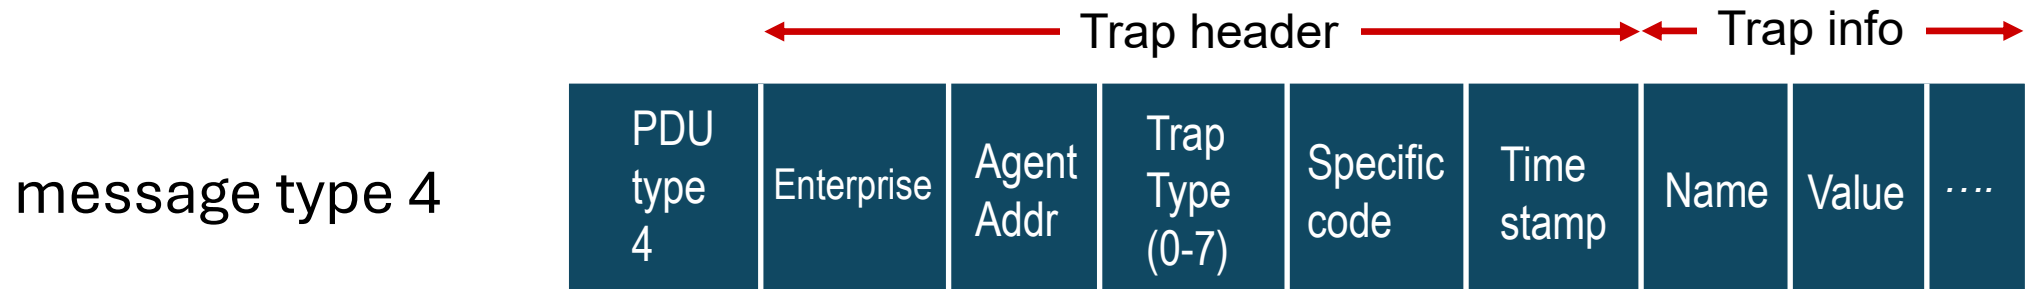 Trap header
Trap info
message type 4
PDU
type
4
Enterprise
Agent
Addr
Trap
Type
(0-7)
Specific
code
Time
stamp
Name
Value
....